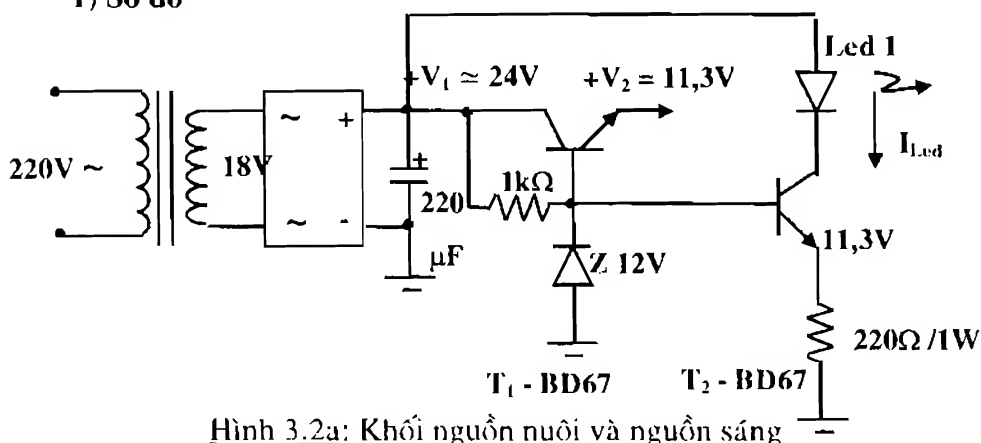 1) Sơ đồ
Led 1
+V₁ ≃ 24V
+V₂ = 11,3V
~
+
220V ~
18V
+
1kΩ
I_Led
~
-
220
μF
Z 12V
11,3V
220Ω /1W
T₁ - BD67
T₂ - BD67
Hình 3.2a: Khối nguồn nuôi và nguồn sáng